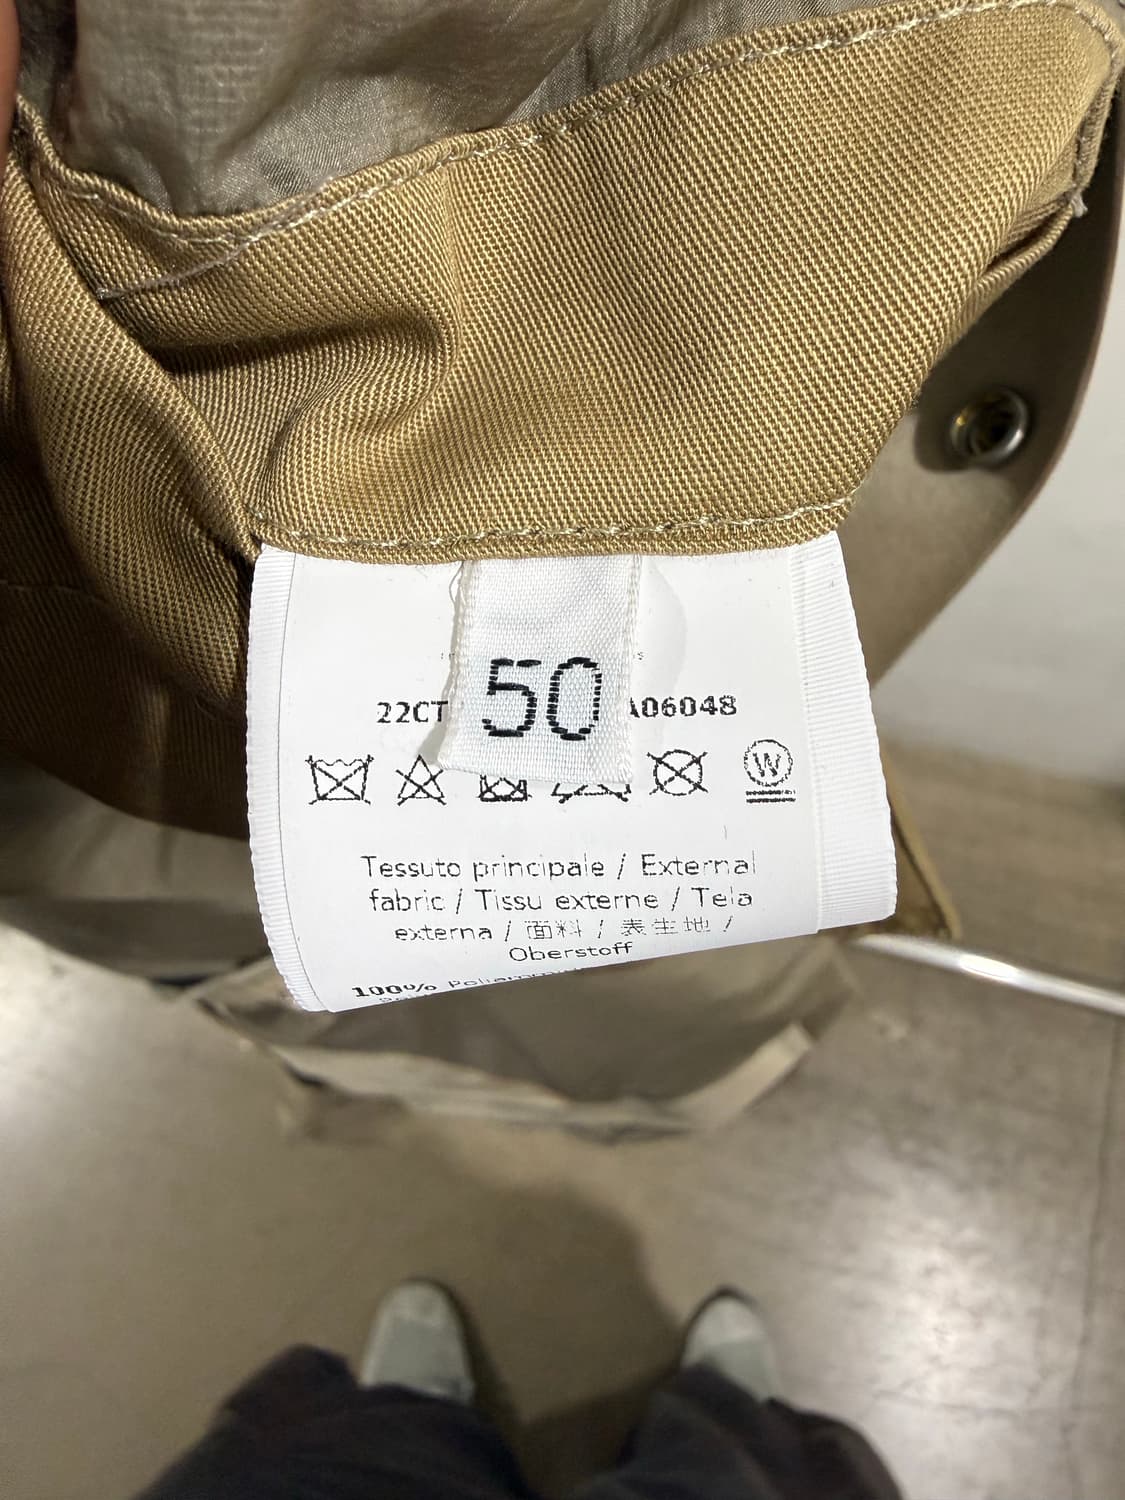 50
22CT
A06048
W
Tessuto principale / External
fabric / Tissu externe / Tela
externa / 面料 / 表生地 /
Oberstoff
100%